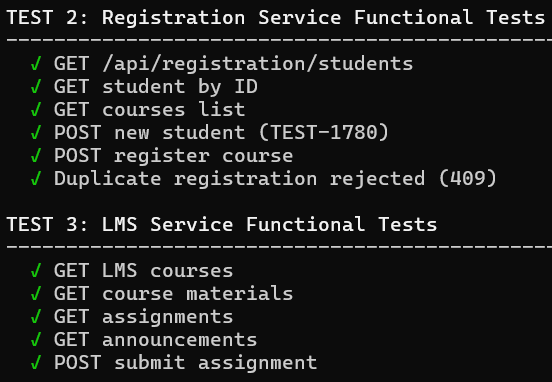 TEST 2: Registration Service Functional Tests
----------------------------------------------
√ GET /api/registration/students
√ GET student by ID
√ GET courses list
√ POST new student (TEST-1780)
√ POST register course
√ Duplicate registration rejected (409)
TEST 3: LMS Service Functional Tests
----------------------------------------------
√ GET LMS courses
√ GET course materials
√ GET assignments
√ GET announcements
√ POST submit assignment